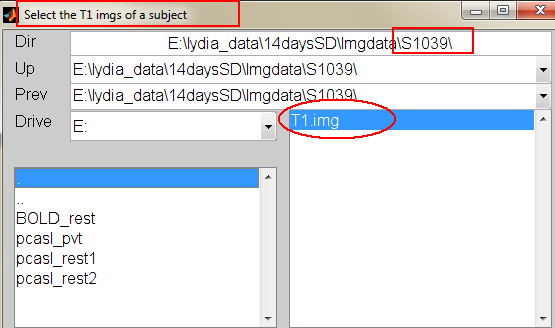 Select the T1 imgs of a subject
Dir E:\lydia_data\14daysSD\Imgdata\S1039\
Up E:\lydia_data\14daysSD\Imgdata\S1039\
Prev E:\lydia_data\14daysSD\Imgdata\S1039\
Drive E:
T1.img
.
..
BOLD_rest
pcasl_pvt
pcasl_rest1
pcasl_rest2